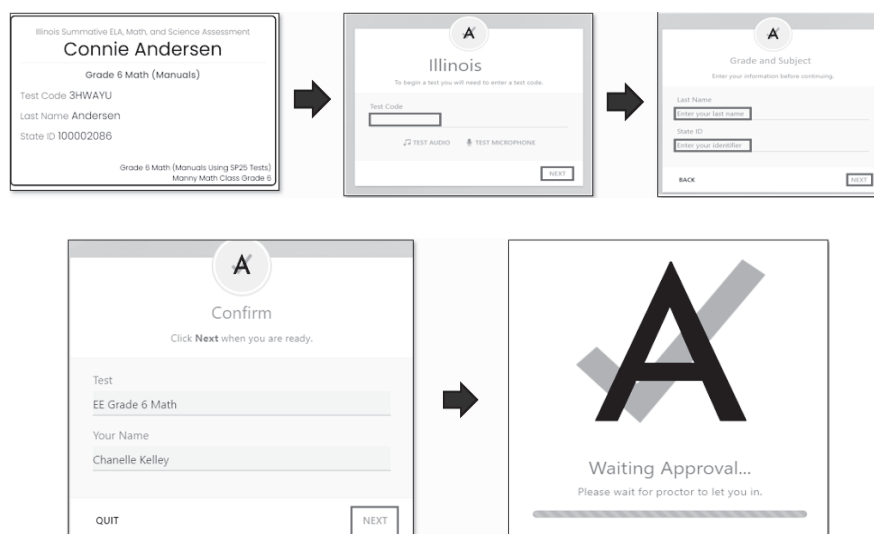 Illinois Summative ELA, Math, and Science Assessment
Connie Andersen
Grade 6 Math (Manuals)
Test Code 3HWAYU
Last Name Andersen
State ID 100002086
Grade 6 Math (Manuals Using SP25 Tests)
Manny Math Class Grade 6
A
Illinois
To begin a test you will need to enter a test code.
Test Code
TEST AUDIO TEST MICROPHONE
NEXT
A
Grade and Subject
Enter your information before continuing.
Last Name
Enter your last name
State ID
Enter your identifier
BACK NEXT
A
Confirm
Click Next when you are ready.
Test
EE Grade 6 Math
Your Name
Chanelle Kelley
QUIT NEXT
A
Waiting Approval...
Please wait for proctor to let you in.